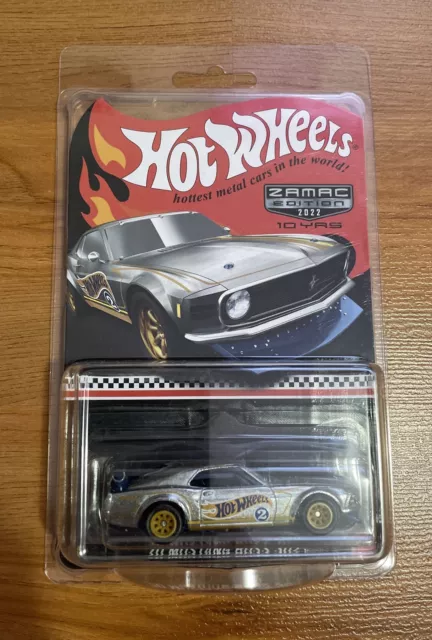 HOT WHEELS®
hottest metal cars in the world!
ZAMAC
EDITION
2022
10 YRS
HOT WHEELS
2